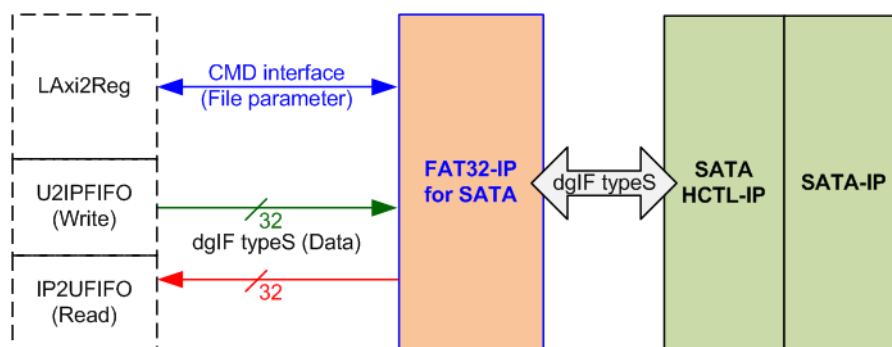 LAxi2Reg
CMD interface
(File parameter)
U2IPFIFO
(Write)
32
dgIF typeS (Data)
IP2UFIFO
(Read)
32
FAT32-IP
for SATA
dgIF typeS
SATA
HCTL-IP
SATA-IP